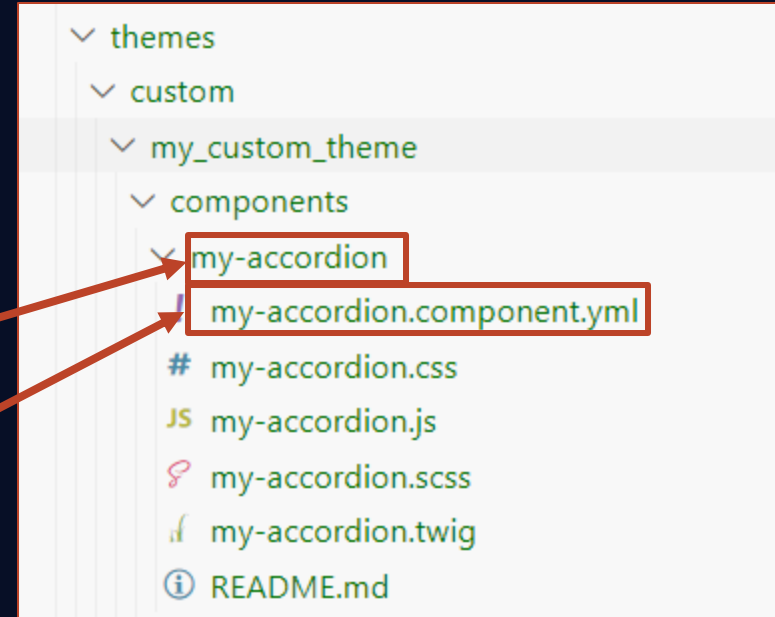 themes
custom
my_custom_theme
components
my-accordion
! my-accordion.component.yml
# my-accordion.css
JS my-accordion.js
my-accordion.scss
my-accordion.twig
README.md